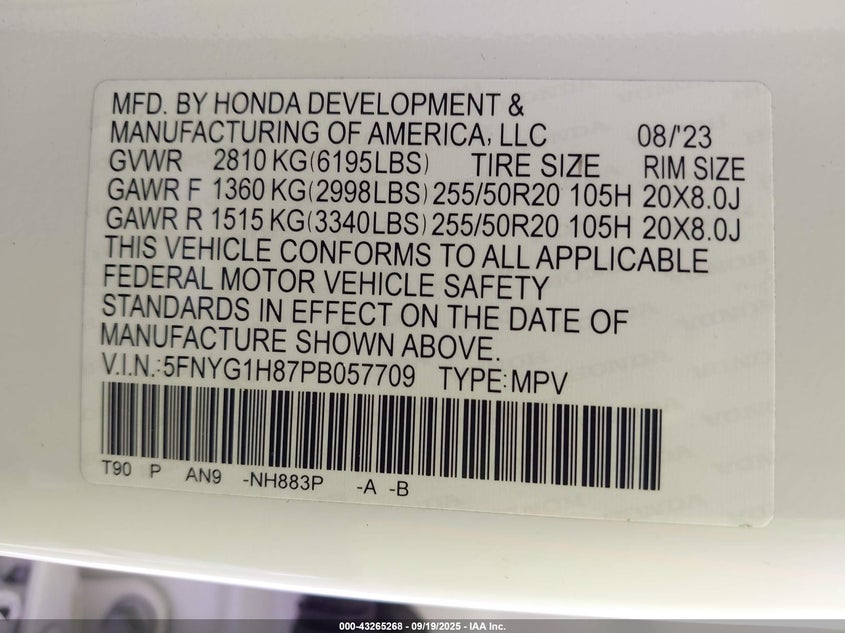 MFD. BY HONDA DEVELOPMENT &
MANUFACTURING OF AMERICA, LLC 08/'23
GVWR 2810 KG(6195LBS) TIRE SIZE RIM SIZE
GAWR F 1360 KG(2998LBS) 255/50R20 105H 20X8.0J
GAWR R 1515 KG(3340LBS) 255/50R20 105H 20X8.0J
THIS VEHICLE CONFORMS TO ALL APPLICABLE
FEDERAL MOTOR VEHICLE SAFETY
STANDARDS IN EFFECT ON THE DATE OF
MANUFACTURE SHOWN ABOVE.
V.I.N.:5FNYG1H87PB057709 TYPE:MPV
T90 P AN9 -NH883P -A -B
000-43265268 - 09/19/2025 - IAA Inc.